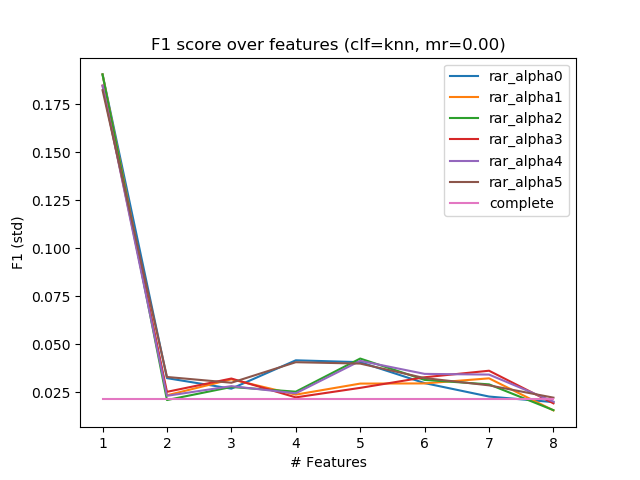 F1 score over features (clf=knn, mr=0.00)
rar_alpha0
rar_alpha1
rar_alpha2
rar_alpha3
rar_alpha4
rar_alpha5
complete
F1 (std)
0.175
0.150
0.125
0.100
0.075
0.050
0.025
1 2 3 4 5 6 7 8
# Features